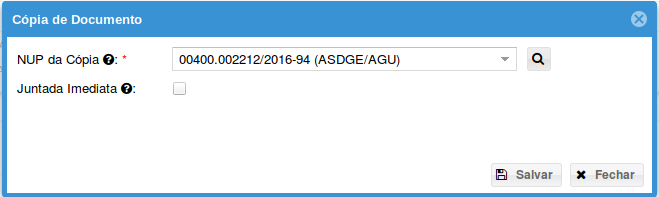 Cópia de Documento
NUP da Cópia ?: * 00400.002212/2016-94 (ASDGE/AGU)
Juntada Imediata ?:
Salvar Fechar